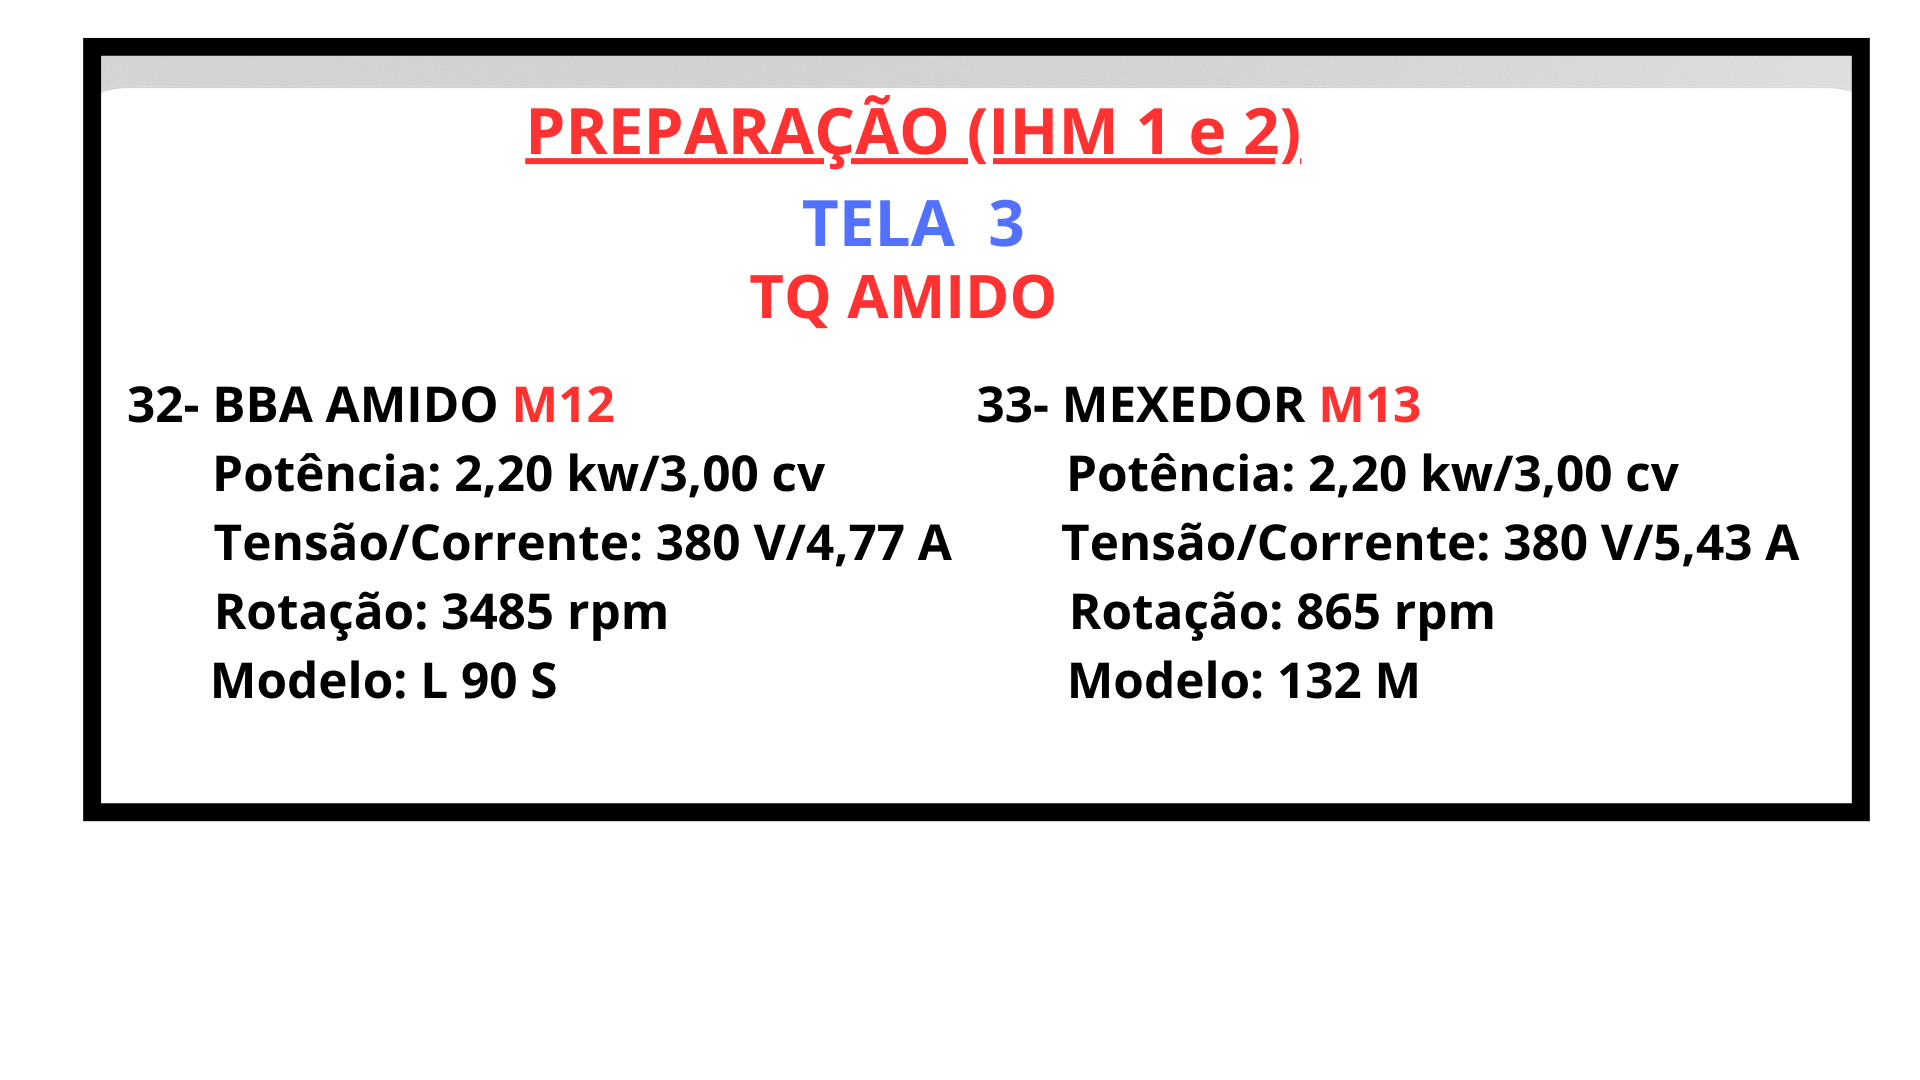 PREPARAÇÃO (IHM 1 e 2)
TELA 3
TQ AMIDO
32- BBA AMIDO M12
Potência: 2,20 kw/3,00 cv
Tensão/Corrente: 380 V/4,77 A
Rotação: 3485 rpm
Modelo: L 90 S
33- MEXEDOR M13
Potência: 2,20 kw/3,00 cv
Tensão/Corrente: 380 V/5,43 A
Rotação: 865 rpm
Modelo: 132 M